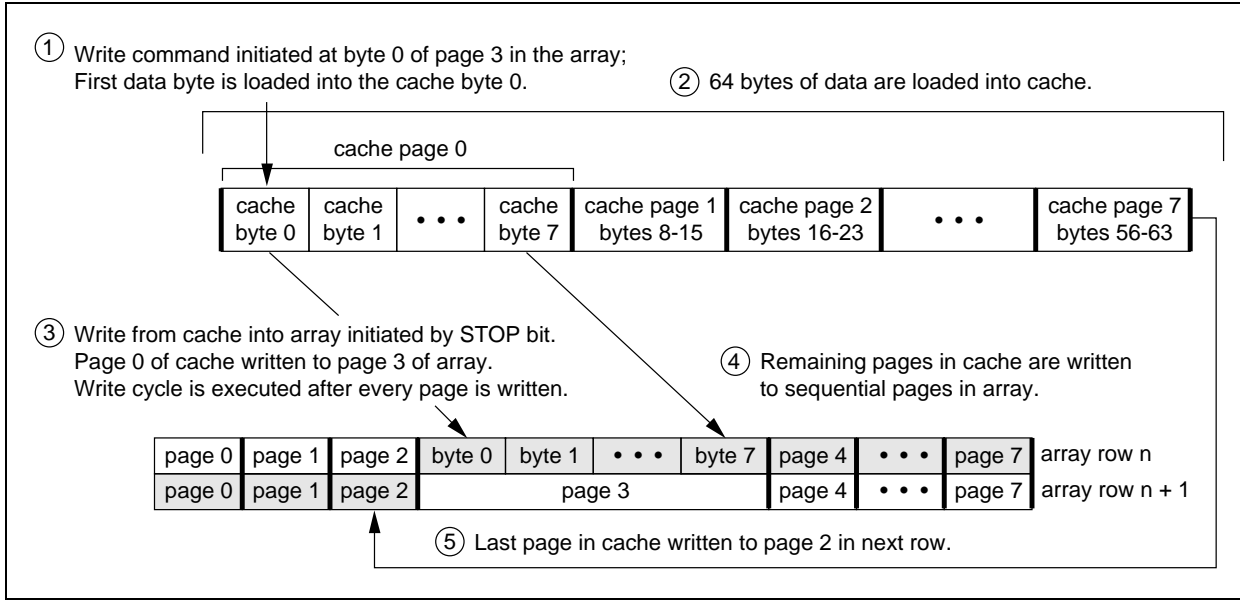 ① Write command initiated at byte 0 of page 3 in the array;
First data byte is loaded into the cache byte 0.
② 64 bytes of data are loaded into cache.
cache page 0
cache byte 0 cache byte 1 • • • cache byte 7 cache page 1 bytes 8-15 cache page 2 bytes 16-23 • • • cache page 7 bytes 56-63
③ Write from cache into array initiated by STOP bit.
Page 0 of cache written to page 3 of array.
Write cycle is executed after every page is written.
④ Remaining pages in cache are written
to sequential pages in array.
page 0 page 1 page 2 byte 0 byte 1 • • • byte 7 page 4 • • • page 7 array row n
page 0 page 1 page 2 page 3 page 4 • • • page 7 array row n + 1
⑤ Last page in cache written to page 2 in next row.